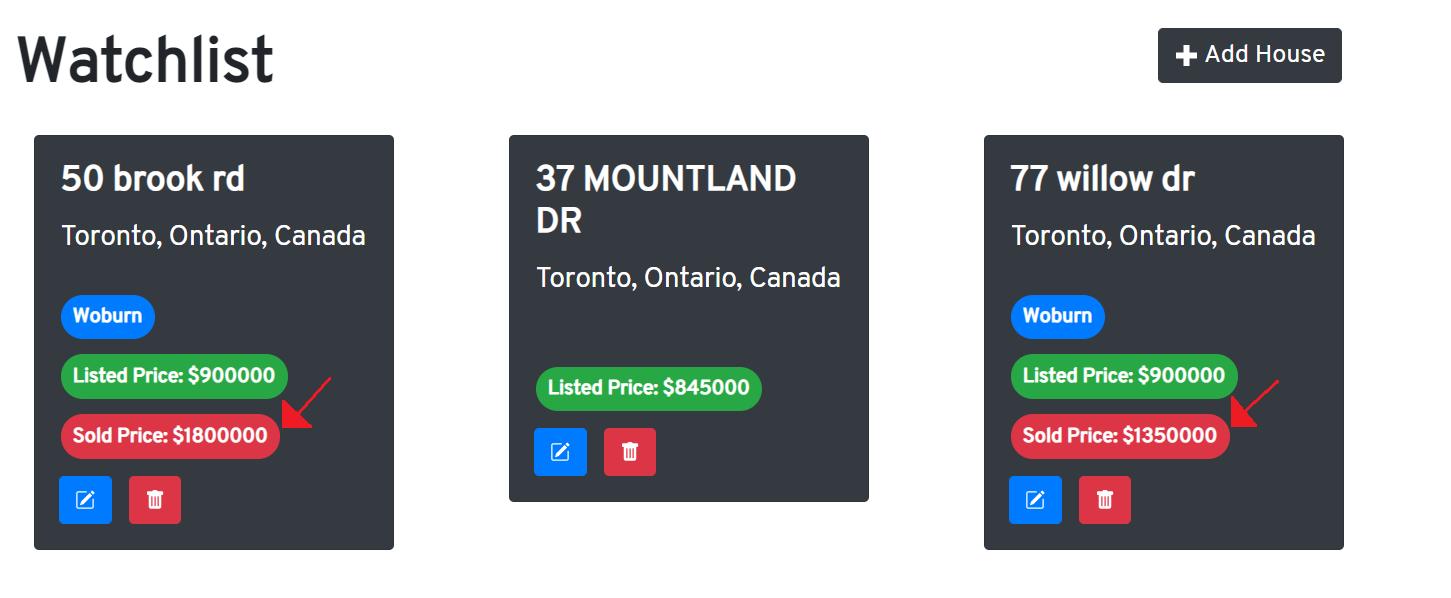 Watchlist
Add House
50 brook rd
Toronto, Ontario, Canada
Woburn
Listed Price: $900000
Sold Price: $1800000
37 MOUNTLAND
DR
Toronto, Ontario, Canada
Listed Price: $845000
77 willow dr
Toronto, Ontario, Canada
Woburn
Listed Price: $900000
Sold Price: $1350000